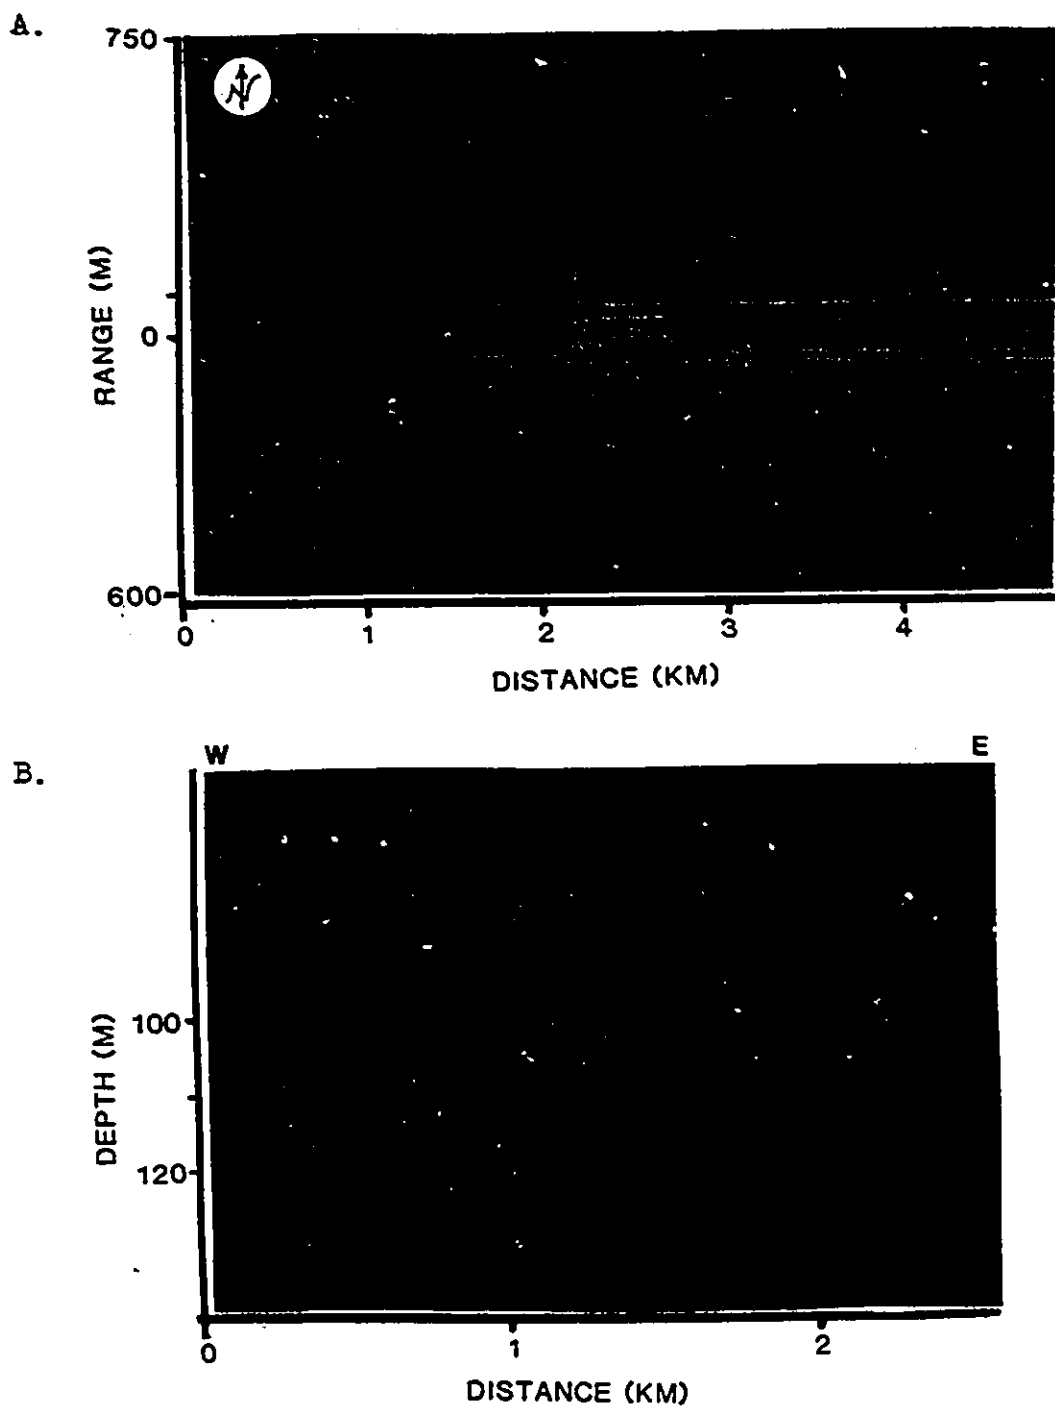 A.
750
N
RANGE (M)
0
600
0 1 2 3 4
DISTANCE (KM)
B.
W E
DEPTH (M)
100
120
0 1 2
DISTANCE (KM)